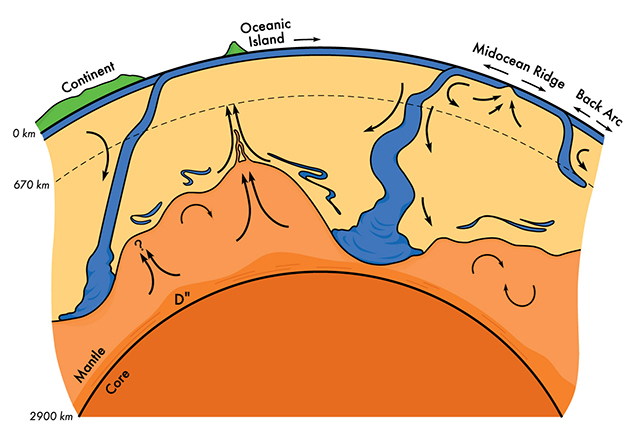 Oceanic
Island
Continent
Midocean Ridge
Back Arc
0 km
670 km
?
D"
Mantle
Core
2900 km